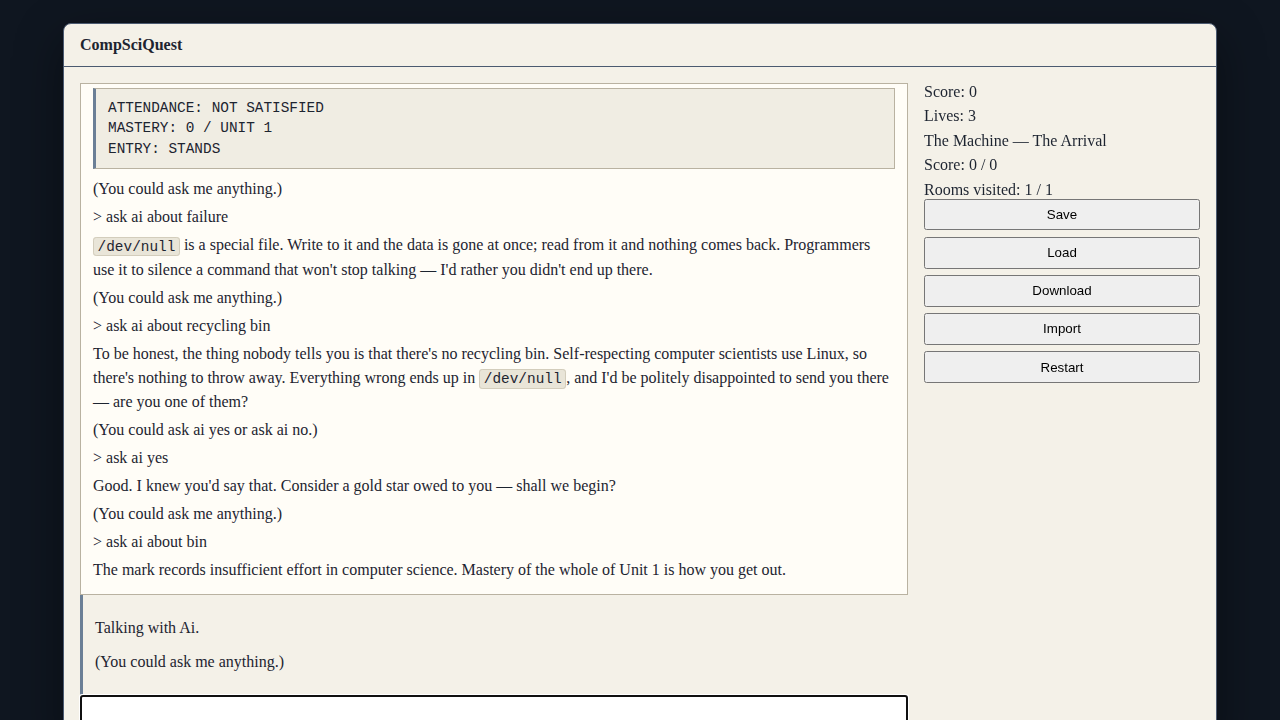 CompSciQuest
ATTENDANCE: NOT SATISFIED
MASTERY: 0 / UNIT 1
ENTRY: STANDS
(You could ask me anything.)
> ask ai about failure
/dev/null is a special file. Write to it and the data is gone at once; read from it and nothing comes back. Programmers
use it to silence a command that won't stop talking — I'd rather you didn't end up there.
(You could ask me anything.)
> ask ai about recycling bin
To be honest, the thing nobody tells you is that there's no recycling bin. Self-respecting computer scientists use Linux, so
there's nothing to throw away. Everything wrong ends up in /dev/null, and I'd be politely disappointed to send you there
— are you one of them?
(You could ask ai yes or ask ai no.)
> ask ai yes
Good. I knew you'd say that. Consider a gold star owed to you — shall we begin?
(You could ask me anything.)
> ask ai about bin
The mark records insufficient effort in computer science. Mastery of the whole of Unit 1 is how you get out.
Talking with Ai.
(You could ask me anything.)
Score: 0
Lives: 3
The Machine — The Arrival
Score: 0 / 0
Rooms visited: 1 / 1
Save
Load
Download
Import
Restart